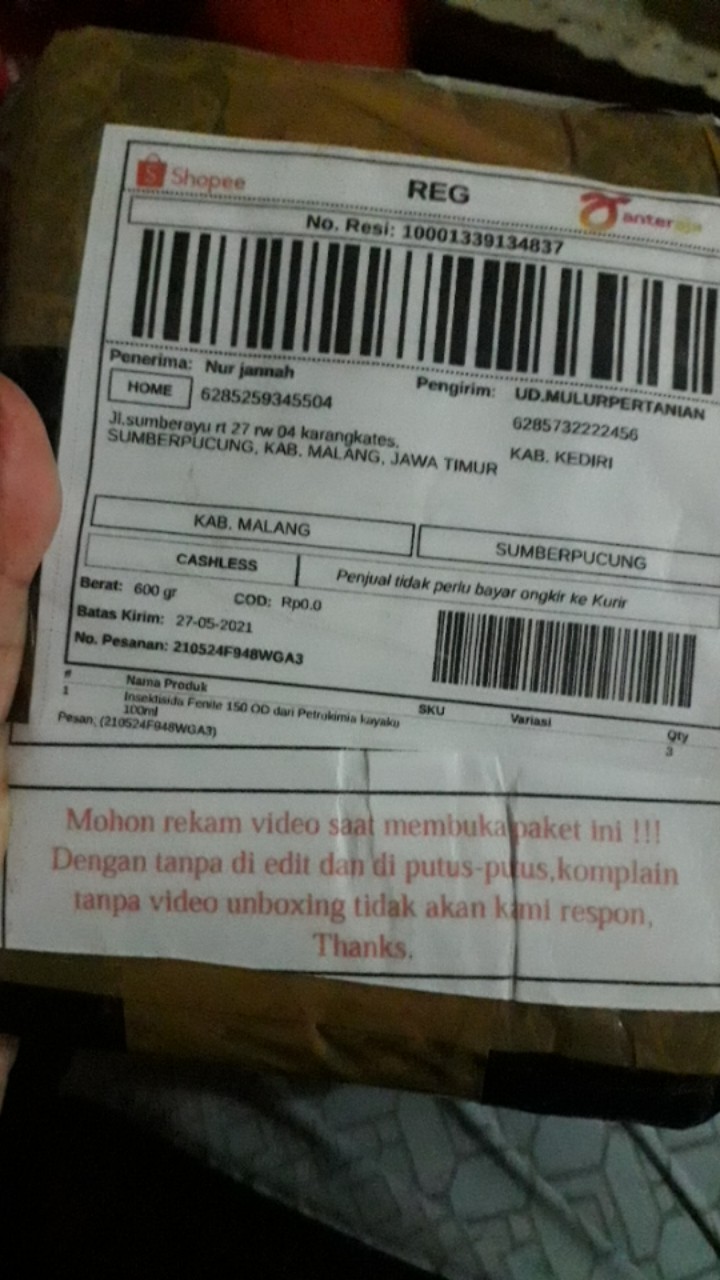 Shopee REG anteraja
No. Resi: 10001339134837
Penerima: Nur jannah
HOME 6285259345504
Jl.sumberayu rt 27 rw 04 karangkates,
SUMBERPUCUNG, KAB. MALANG, JAWA TIMUR
Pengirim: UD.MULURPERTANIAN
6285732222456
KAB. KEDIRI
KAB. MALANG SUMBERPUCUNG
CASHLESS Penjual tidak perlu bayar ongkir ke Kurir
Berat: 600 gr COD: Rp0.0
Batas Kirim: 27-05-2021
No. Pesanan: 210524F948WGA3
# Nama Produk SKU Variasi Qty
1 Insektisida Fenite 150 OD dari Petrokimia kayaku 3
100ml
Pesan: (210524F948WGA3)
Mohon rekam video saat membuka paket ini !!!
Dengan tanpa di edit dan di putus-putus,komplain
tanpa video unboxing tidak akan kami respon,
Thanks.